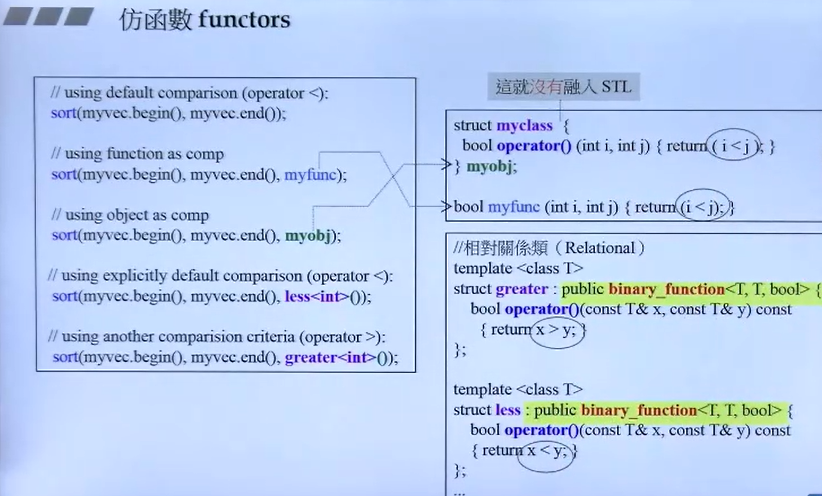 仿函數 functors
// using default comparison (operator <):
sort(myvec.begin(), myvec.end());
// using function as comp
sort(myvec.begin(), myvec.end(), myfunc);
// using object as comp
sort(myvec.begin(), myvec.end(), myobj);
// using explicitly default comparison (operator <):
sort(myvec.begin(), myvec.end(), less<int>());
// using another comparision criteria (operator >):
sort(myvec.begin(), myvec.end(), greater<int>());
這就沒有融入 STL
struct myclass {
bool operator() (int i, int j) { return ( i < j ); }
} myobj;
bool myfunc (int i, int j) { return (i < j); }
//相對關係類（Relational）
template <class T>
struct greater : public binary_function<T, T, bool> {
bool operator()(const T& x, const T& y) const
{ return x > y; }
};
template <class T>
struct less : public binary_function<T, T, bool> {
bool operator()(const T& x, const T& y) const
{ return x < y; }
};
...